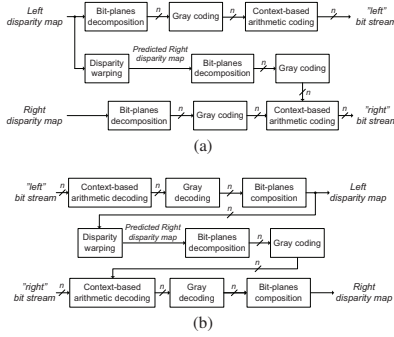 Left
disparity map
Bit-planes
decomposition
n
Gray coding
n
Context-based
arithmetic coding
n
"left"
bit stream
Disparity
warping
Predicted Right
disparity map
Bit-planes
decomposition
n
Gray coding
n
Right
disparity map
Bit-planes
decomposition
n
Gray coding
n
Context-based
arithmetic coding
n
"right"
bit stream
(a)
"left"
bit stream
n
Context-based
arithmetic decoding
n
Gray
decoding
n
Bit-planes
composition
Left
disparity map
n
Disparity
warping
Predicted Right
disparity map
Bit-planes
decomposition
n
Gray coding
n
"right"
bit stream
n
Context-based
arithmetic decoding
n
Gray
decoding
n
Bit-planes
composition
Right
disparity map
(b)